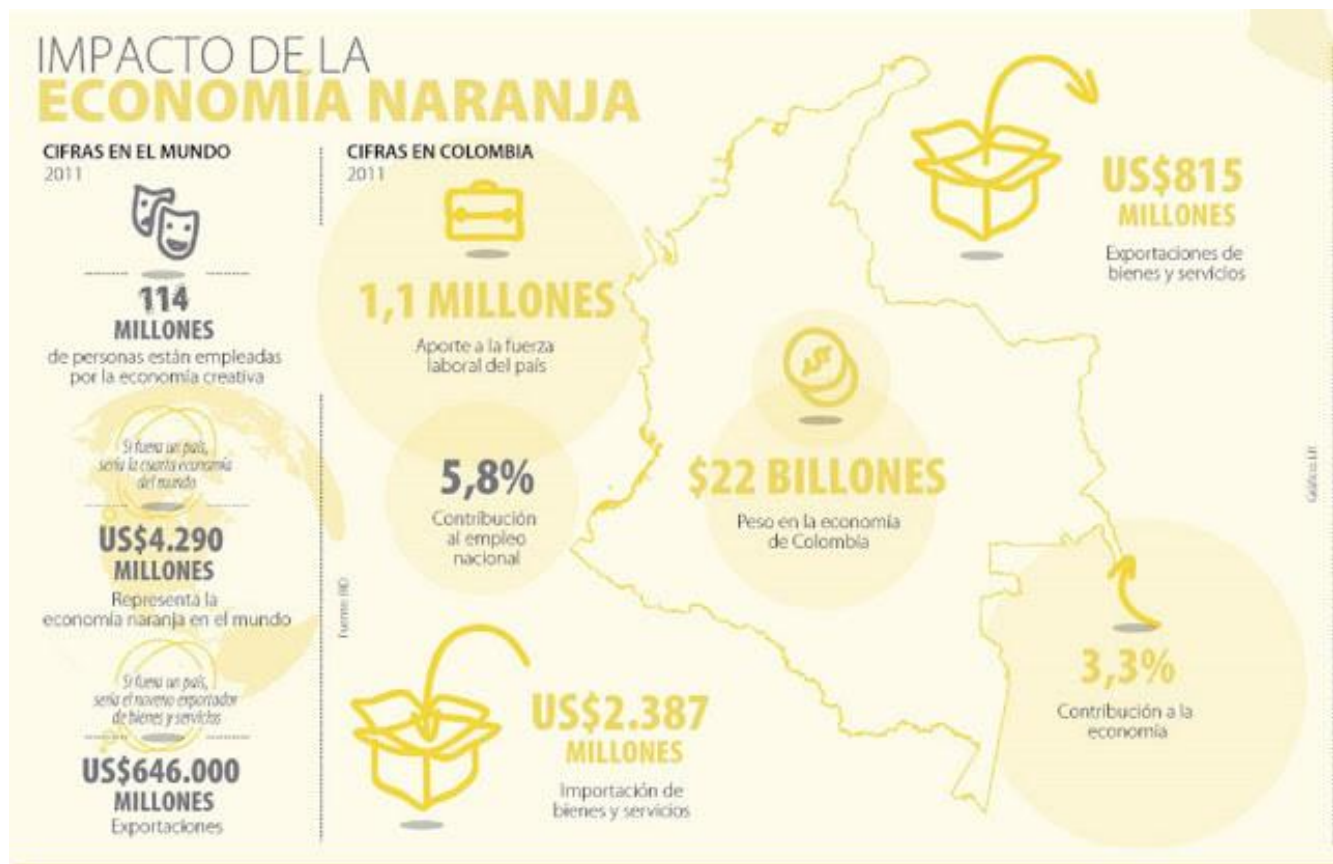 IMPACTO DE LA
ECONOMÍA NARANJA
CIFRAS EN EL MUNDO
2011
114
MILLONES
de personas están empleadas
por la economía creativa
Si fuera un país,
sería la cuarta economía
del mundo
US$4.290
MILLONES
Representa la
economía naranja en el mundo
Si fuera un país,
sería el noveno exportador
de bienes y servicios
US$646.000
MILLONES
Exportaciones
CIFRAS EN COLOMBIA
2011
1,1 MILLONES
Aporte a la fuerza
laboral del país
5,8%
Contribución
al empleo
nacional
Fuente: BID
US$2.387
MILLONES
Importación de
bienes y servicios
$22 BILLONES
Peso en la economía
de Colombia
US$815
MILLONES
Exportaciones de
bienes y servicios
3,3%
Contribución a la
economía
Gráfico: LR